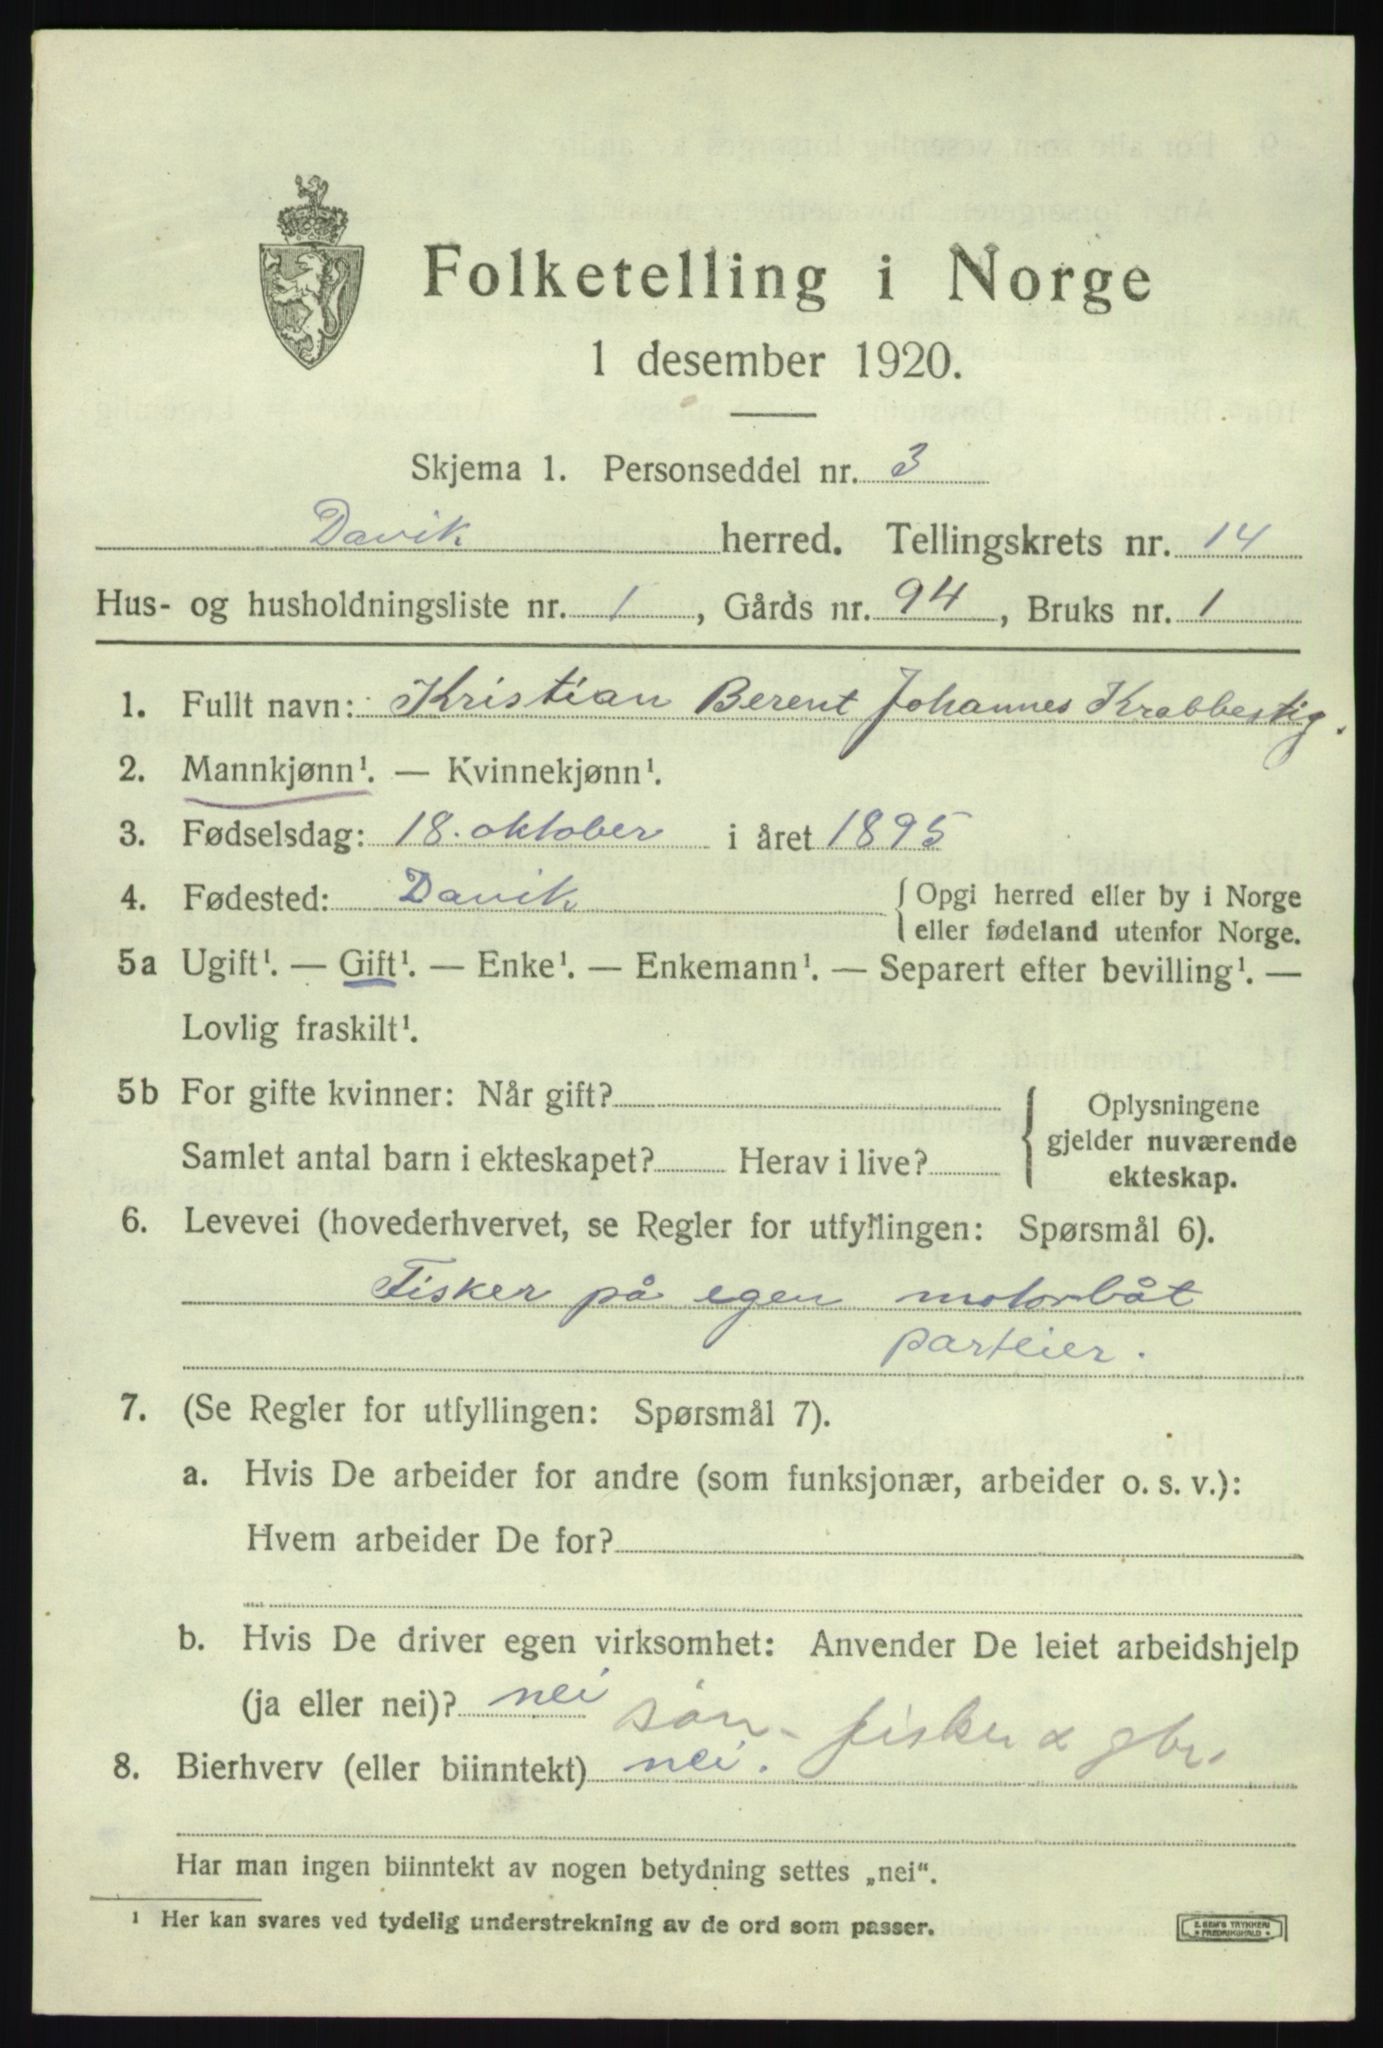 Folketelling i Norge
1 desember 1920.
Skjema 1. Personseddel nr. 3
Davik herred. Tellingskrets nr. 14
Hus- og husholdningsliste nr. 1, Gårds nr. 94, Bruks nr. 1
1. Fullt navn: Kristian Berent Johannes Krabbestig.
2. Mannkjønn¹. — Kvinnekjønn¹.
3. Fødselsdag: 18. oktober i året 1895
4. Fødested: Davik { Opgi herred eller by i Norge
eller fødeland utenfor Norge.
5a Ugift¹. — Gift¹. — Enke¹. — Enkemann¹. — Separert efter bevilling¹. —
Lovlig fraskilt¹.
5b For gifte kvinner: Når gift?
Samlet antal barn i ekteskapet? Herav i live?
Oplysningene
gjelder nuværende
ekteskap.
6. Levevei (hovederhvervet, se Regler for utfyllingen: Spørsmål 6).
Fisker på egen motorbåt
parteier.
7. (Se Regler for utfyllingen: Spørsmål 7).
a. Hvis De arbeider for andre (som funksjonær, arbeider o. s. v.):
Hvem arbeider De for?
b. Hvis De driver egen virksomhet: Anvender De leiet arbeidshjelp
(ja eller nei)? nei
søn - fisker & gbr.
8. Bierhverv (eller biinntekt) nei.
Har man ingen biinntekt av nogen betydning settes „nei“.
¹ Her kan svares ved tydelig understrekning av de ord som passer.
E. SEM'S TRYKKERI
FREDRIKSHALD